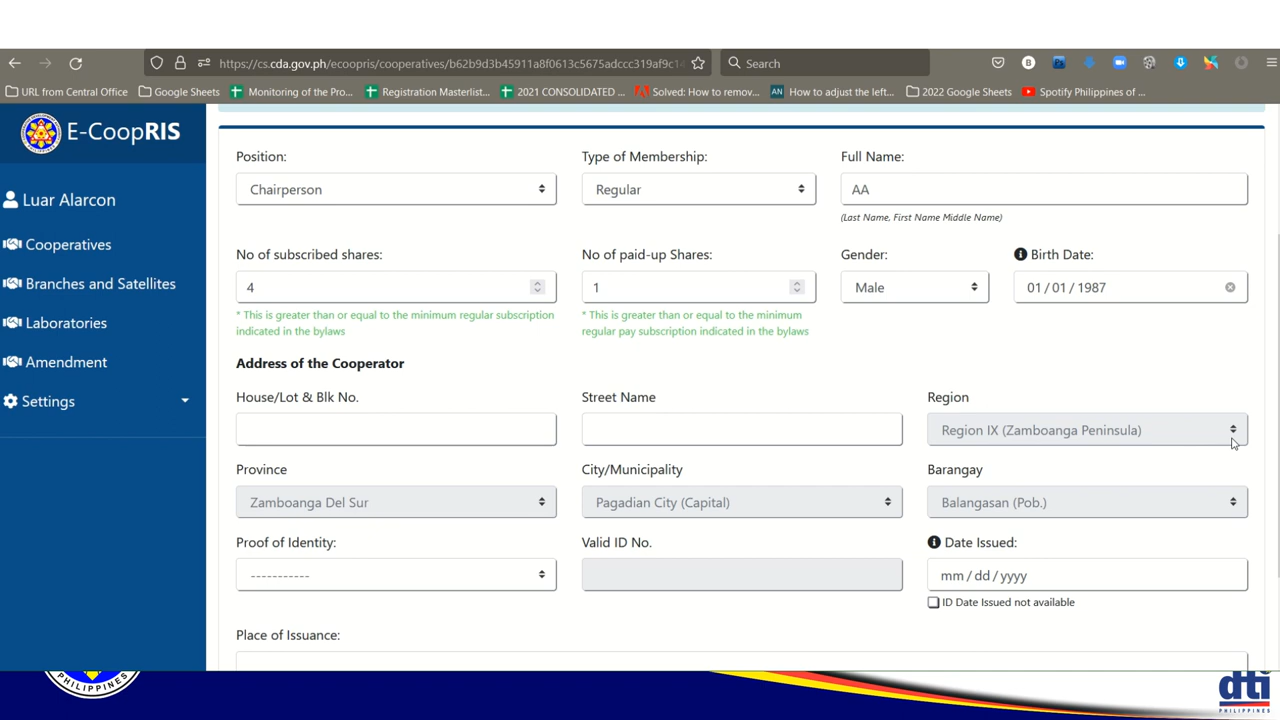 https://cs.cda.gov.ph/ecoopris/cooperatives/b62b9d3b45911a8f0613c5675adccc319af9c14
Search
URL from Central Office
Google Sheets
Monitoring of the Pro...
Registration Masterlist...
2021 CONSOLIDATED ...
Solved: How to remov...
AN
How to adjust the left...
2022 Google Sheets
Spotify Philippines of ...
E-CoopRIS
Luar Alarcon
Cooperatives
Branches and Satellites
Laboratories
Amendment
Settings
Position:
Type of Membership:
Full Name:
Chairperson
Regular
AA
(Last Name, First Name Middle Name)
No of subscribed shares:
No of paid-up Shares:
Gender:
Birth Date:
4
1
Male
01 / 01 / 1987
* This is greater than or equal to the minimum regular subscription
indicated in the bylaws
* This is greater than or equal to the minimum
regular pay subscription indicated in the bylaws
Address of the Cooperator
House/Lot & Blk No.
Street Name
Region
Region IX (Zamboanga Peninsula)
Province
City/Municipality
Barangay
Zamboanga Del Sur
Pagadian City (Capital)
Balangasan (Pob.)
Proof of Identity:
Valid ID No.
Date Issued:
-----------
mm / dd / yyyy
ID Date Issued not available
Place of Issuance:
PHILIPPINES
dti
PHILIPPINES